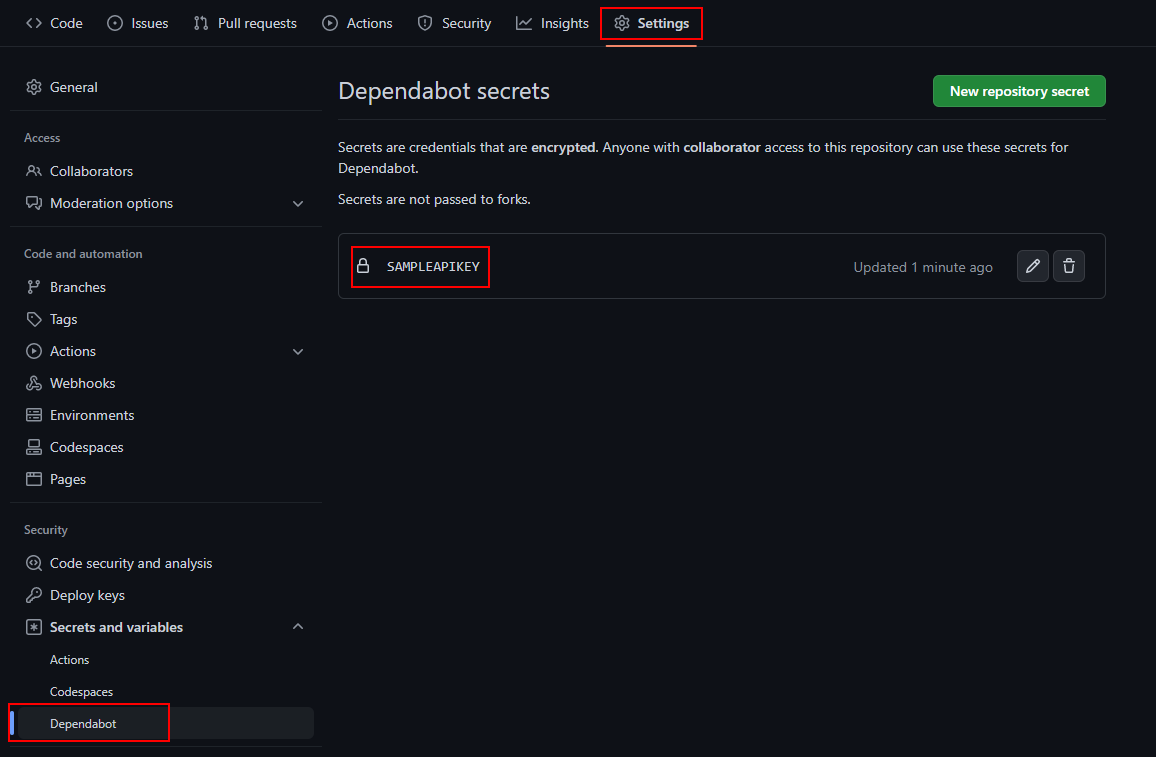 Code Issues Pull requests Actions Security Insights Settings
General
Access
Collaborators
Moderation options
Code and automation
Branches
Tags
Actions
Webhooks
Environments
Codespaces
Pages
Security
Code security and analysis
Deploy keys
Secrets and variables
Actions
Codespaces
Dependabot
Dependabot secrets
New repository secret
Secrets are credentials that are encrypted. Anyone with collaborator access to this repository can use these secrets for
Dependabot.
Secrets are not passed to forks.
SAMPLEAPIKEY Updated 1 minute ago